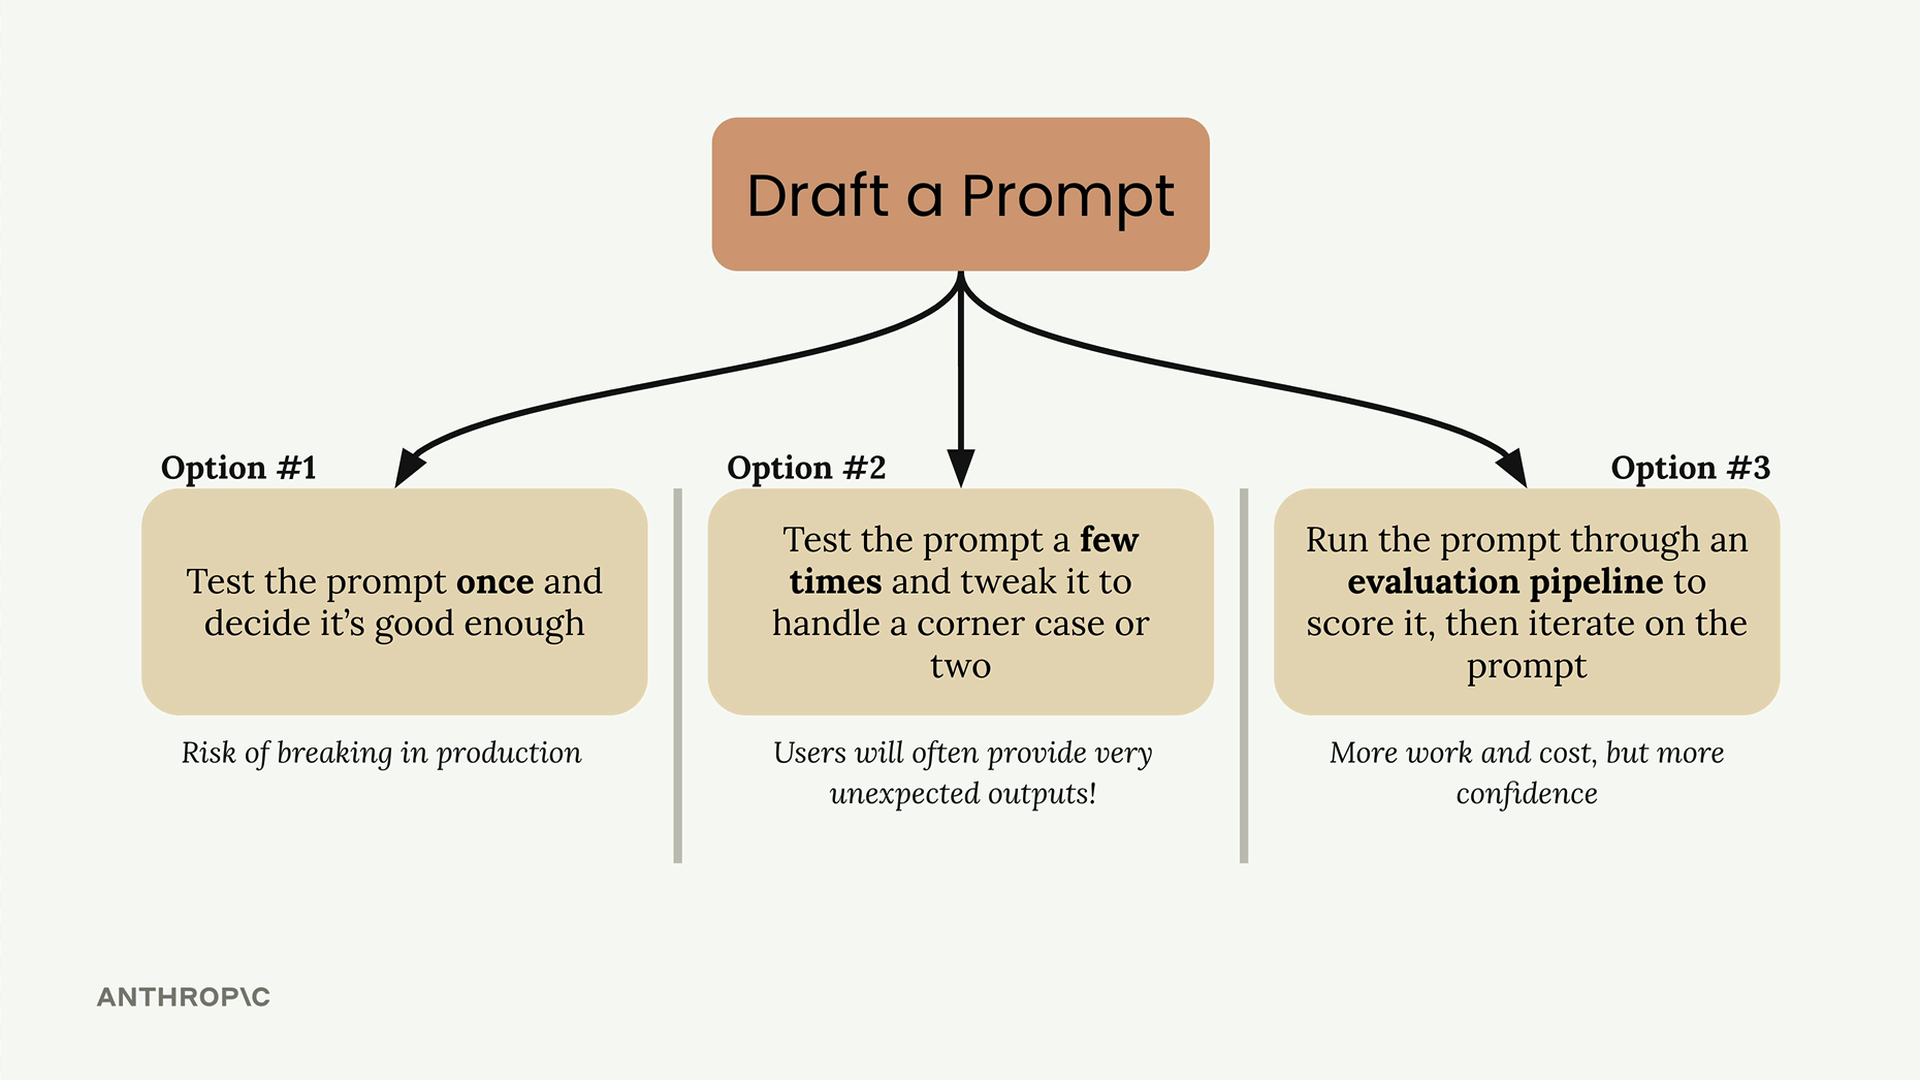 Draft a Prompt
Option #1
Test the prompt once and
decide it’s good enough
Risk of breaking in production
Option #2
Test the prompt a few
times and tweak it to
handle a corner case or
two
Users will often provide very
unexpected outputs!
Option #3
Run the prompt through an
evaluation pipeline to
score it, then iterate on the
prompt
More work and cost, but more
confidence
ANTHROP\C